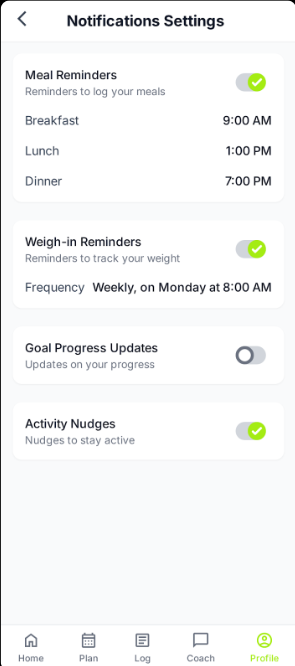 Notifications Settings
Meal Reminders
Reminders to log your meals
Breakfast 9:00 AM
Lunch 1:00 PM
Dinner 7:00 PM
Weigh-in Reminders
Reminders to track your weight
Frequency Weekly, on Monday at 8:00 AM
Goal Progress Updates
Updates on your progress
Activity Nudges
Nudges to stay active
Home Plan Log Coach Profile